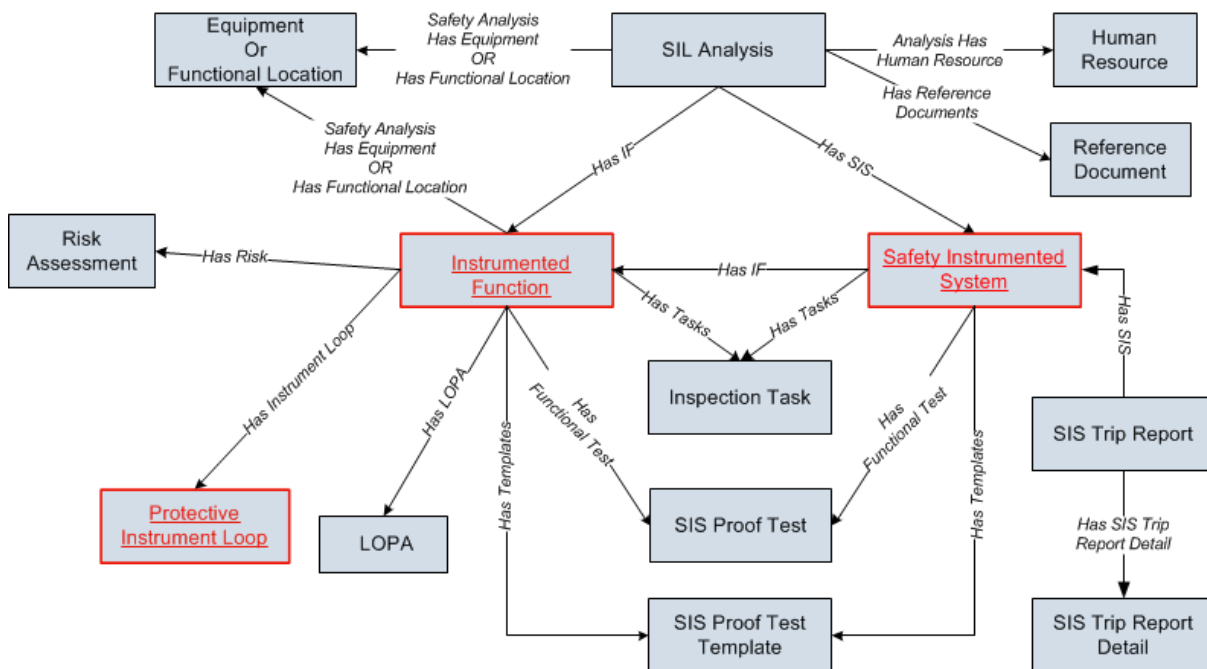 Equipment
Or
Functional Location
Safety Analysis
Has Equipment
OR
Has Functional Location
SIL Analysis
Analysis Has
Human Resource
Human
Resource
Has Reference
Documents
Reference
Document
Safety Analysis
Has Equipment
OR
Has Functional Location
Has IF
Has SIS
Risk
Assessment
Has Risk
Instrumented
Function
Has IF
Safety Instrumented
System
Has Tasks
Has Tasks
Has SIS
Has Instrument Loop
Has LOPA
Has Templates
Has
Functional Test
Inspection Task
Has
Functional Test
Has Templates
SIS Trip Report
Protective
Instrument Loop
LOPA
SIS Proof Test
Has SIS Trip
Report Detail
SIS Proof Test
Template
SIS Trip Report
Detail